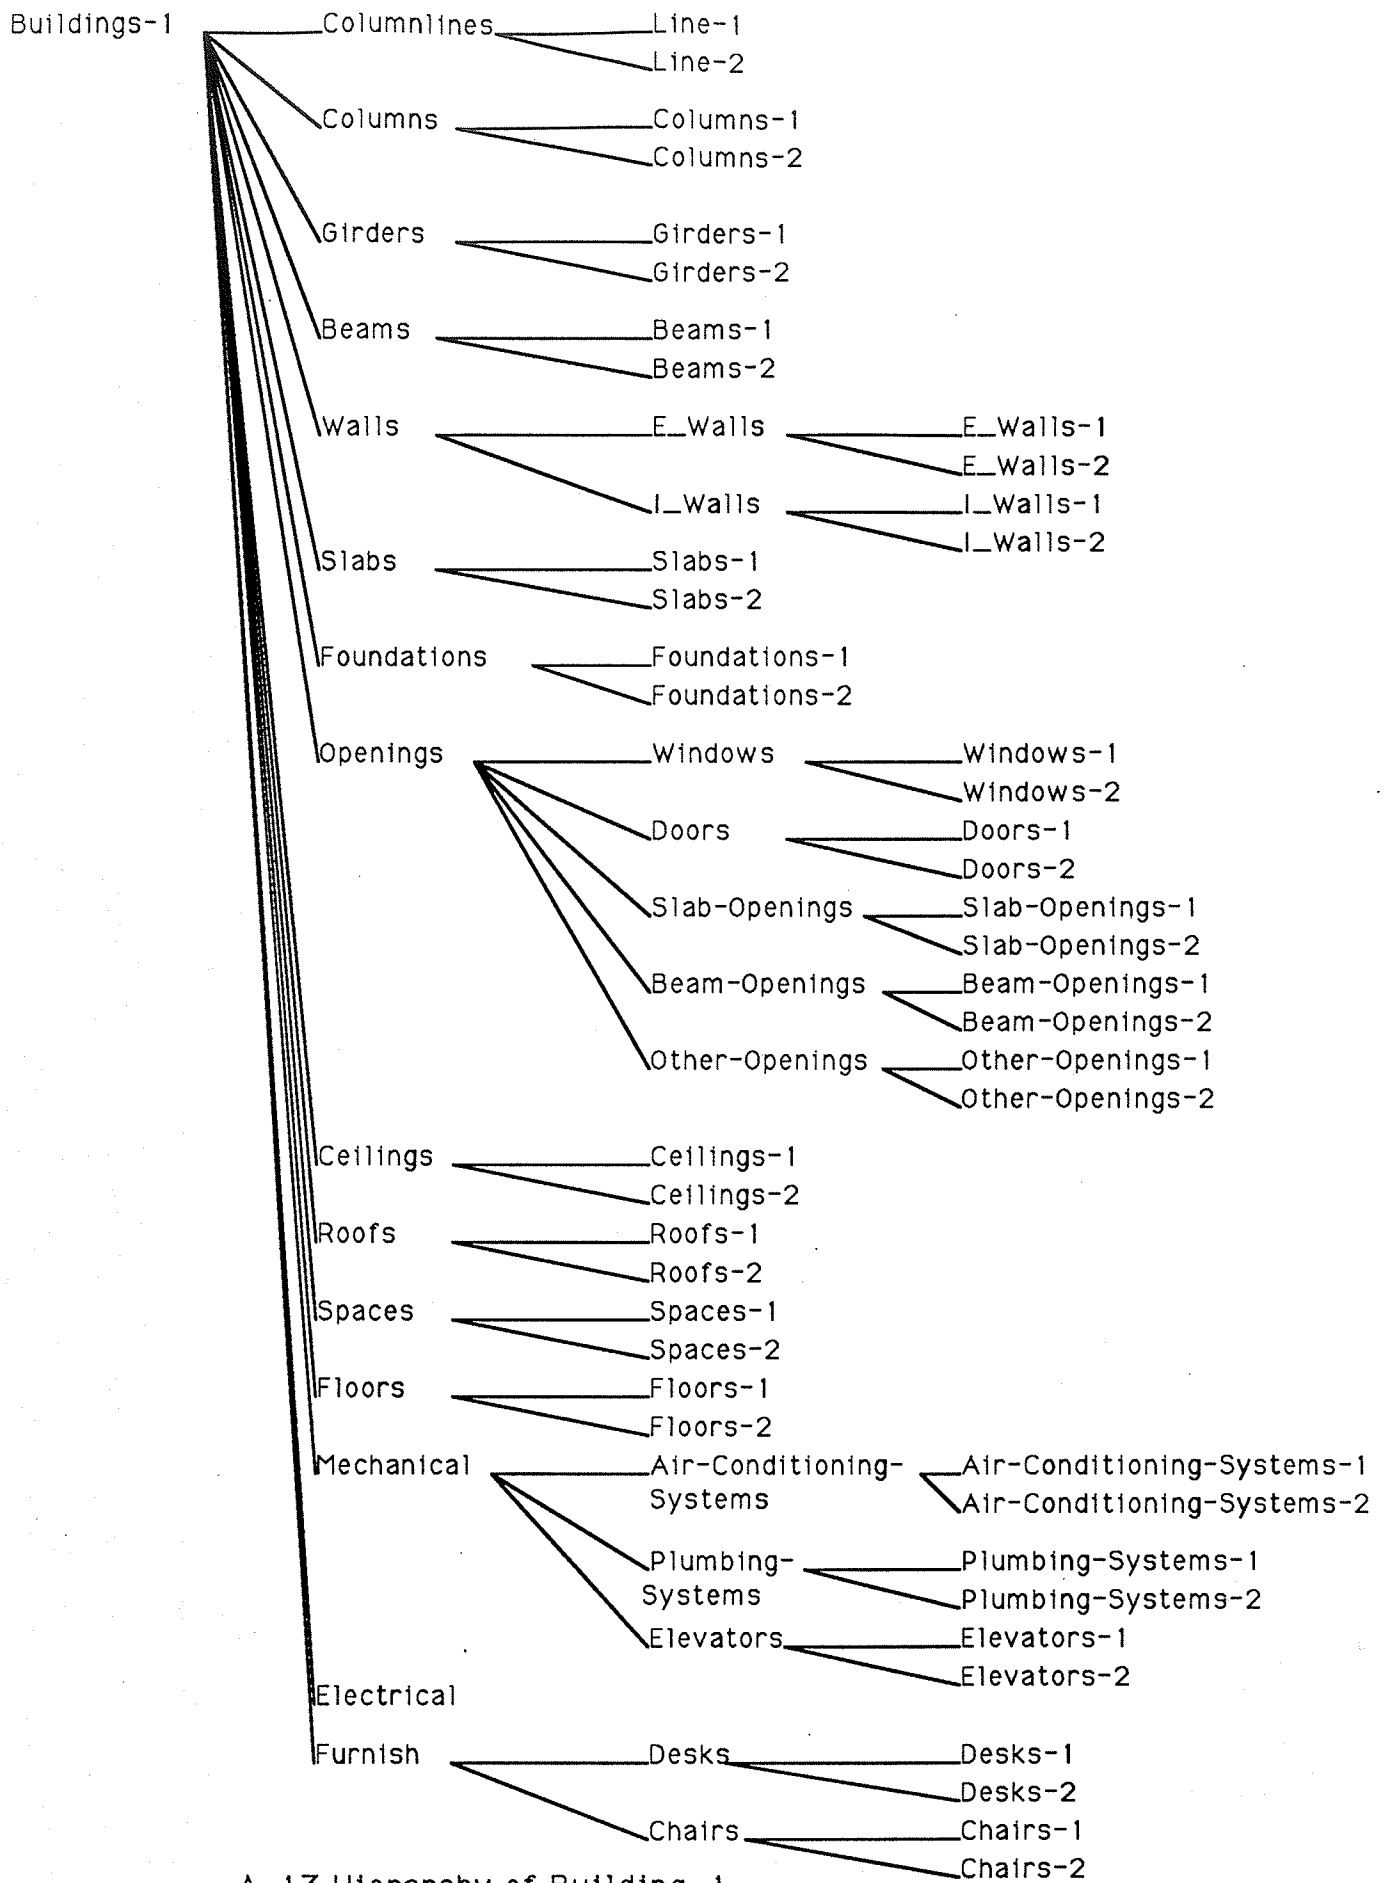 Buildings-1 Columnlines Line-1
Line-2
Columns Columns-1
Columns-2
Girders Girders-1
Girders-2
Beams Beams-1
Beams-2
Walls E_Walls E_Walls-1
E_Walls-2
I_Walls I_Walls-1
I_Walls-2
Slabs Slabs-1
Slabs-2
Foundations Foundations-1
Foundations-2
Openings Windows Windows-1
Windows-2
Doors Doors-1
Doors-2
Slab-Openings Slab-Openings-1
Slab-Openings-2
Beam-Openings Beam-Openings-1
Beam-Openings-2
Other-Openings Other-Openings-1
Other-Openings-2
Ceilings Ceilings-1
Ceilings-2
Roofs Roofs-1
Roofs-2
Spaces Spaces-1
Spaces-2
Floors Floors-1
Floors-2
Mechanical Air-Conditioning- Air-Conditioning-Systems-1
Systems Air-Conditioning-Systems-2
Plumbing- Plumbing-Systems-1
Systems Plumbing-Systems-2
Elevators Elevators-1
Elevators-2
Electrical
Furnish Desks Desks-1
Desks-2
Chairs Chairs-1
Chairs-2
A-13 Hierarchy of Building-1